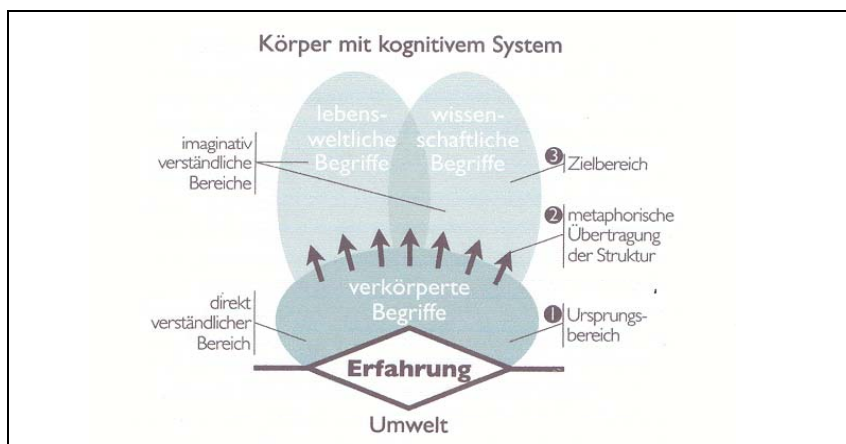 Körper mit kognitivem System
lebens-
weltliche
Begriffe
wissen-
schaftliche
Begriffe
imaginativ
verständliche
Bereiche
3 Zielbereich
2 metaphorische
Übertragung
der Struktur
verkörperte
Begriffe
direkt
verständlicher
Bereich
1 Ursprungs-
bereich
Erfahrung
Umwelt